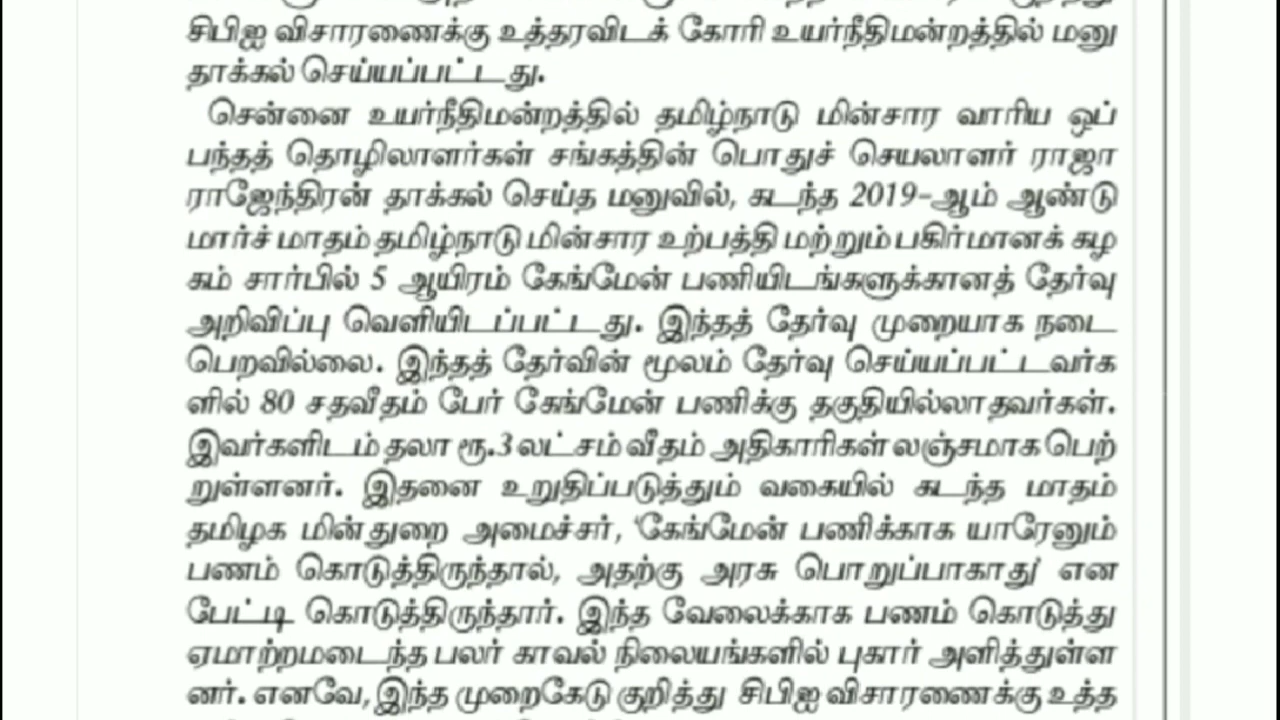 சிபிஐ விசாரணைக்கு உத்தரவிடக் கோரி உயர்நீதிமன்றத்தில் மனு
தாக்கல் செய்யப்பட்டது.
சென்னை உயர்நீதிமன்றத்தில் தமிழ்நாடு மின்சார வாரிய ஒப்
பந்தத் தொழிலாளர்கள் சங்கத்தின் பொதுச் செயலாளர் ராஜா
ராஜேந்திரன் தாக்கல் செய்த மனுவில், கடந்த 2019-ஆம் ஆண்டு
மார்ச் மாதம் தமிழ்நாடு மின்சார உற்பத்தி மற்றும் பகிர்மானக் கழ
கம் சார்பில் 5 ஆயிரம் கேங்மேன் பணியிடங்களுக்கானத் தேர்வு
அறிவிப்பு வெளியிடப்பட்டது. இந்தத் தேர்வு முறையாக நடை
பெறவில்லை. இந்தத் தேர்வின் மூலம் தேர்வு செய்யப்பட்டவர்க
ளில் 80 சதவீதம் பேர் கேங்மேன் பணிக்கு தகுதியில்லாதவர்கள்.
இவர்களிடம் தலா ரூ.3 லட்சம் வீதம் அதிகாரிகள் லஞ்சமாக பெற்
றுள்ளனர். இதனை உறுதிப்படுத்தும் வகையில் கடந்த மாதம்
தமிழக மின்துறை அமைச்சர், 'கேங்மேன் பணிக்காக யாரேனும்
பணம் கொடுத்திருந்தால், அதற்கு அரசு பொறுப்பாகாது' என
பேட்டி கொடுத்திருந்தார். இந்த வேலைக்காக பணம் கொடுத்து
ஏமாற்றமடைந்த பலர் காவல் நிலையங்களில் புகார் அளித்துள்ள
னர். எனவே, இந்த முறைகேடு குறித்து சிபிஐ விசாரணைக்கு உத்த